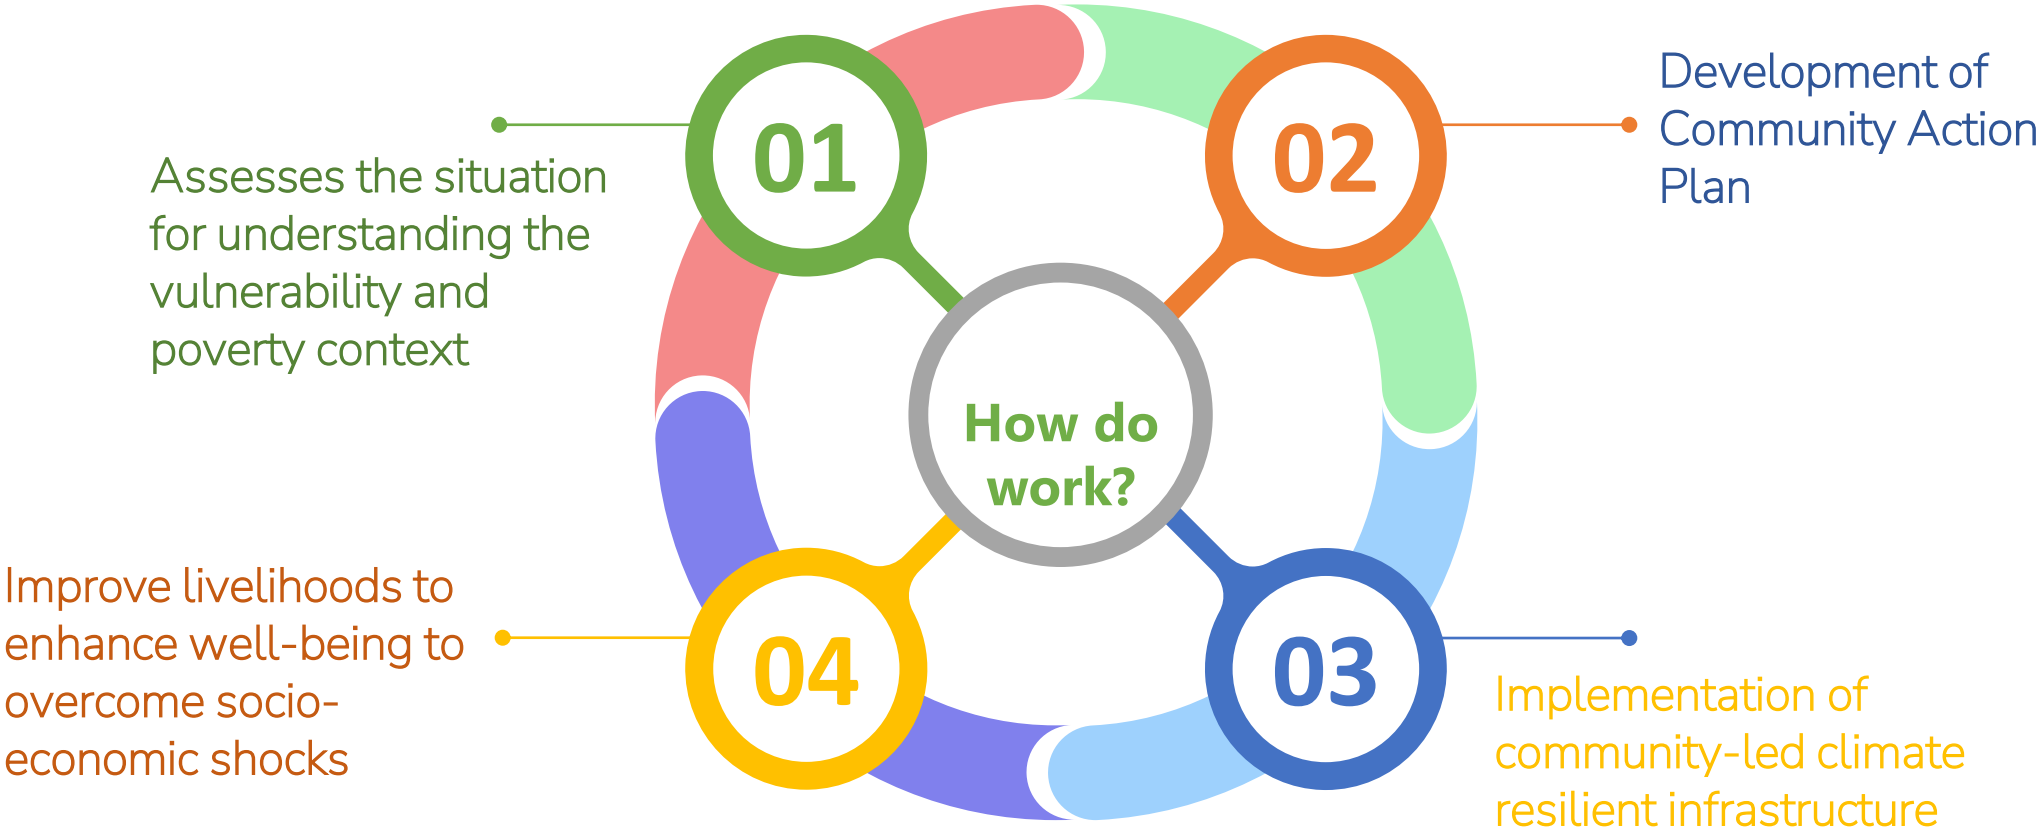 01
Assesses the situation
for understanding the
vulnerability and
poverty context
02
Development of
Community Action
Plan
How do
work?
03
Implementation of
community-led climate
resilient infrastructure
04
Improve livelihoods to
enhance well-being to
overcome socio-
economic shocks